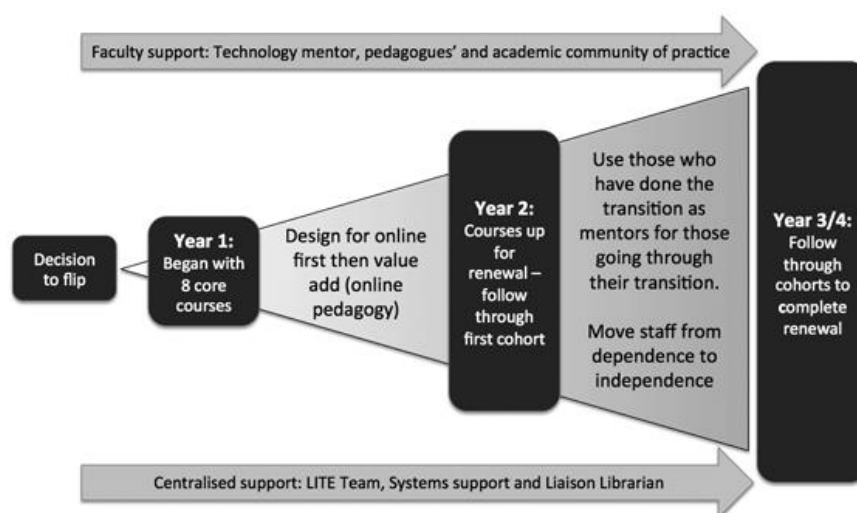 Faculty support: Technology mentor, pedagogues’ and academic community of practice
Decision
to flip
Year 1:
Began with
8 core
courses
Design for online
first then value
add (online
pedagogy)
Year 2:
Courses up
for
renewal –
follow
through
first cohort
Use those who
have done the
transition as
mentors for those
going through
their transition.
Move staff from
dependence to
independence
Year 3/4:
Follow
through
cohorts to
complete
renewal
Centralised support: LITE Team, Systems support and Liaison Librarian